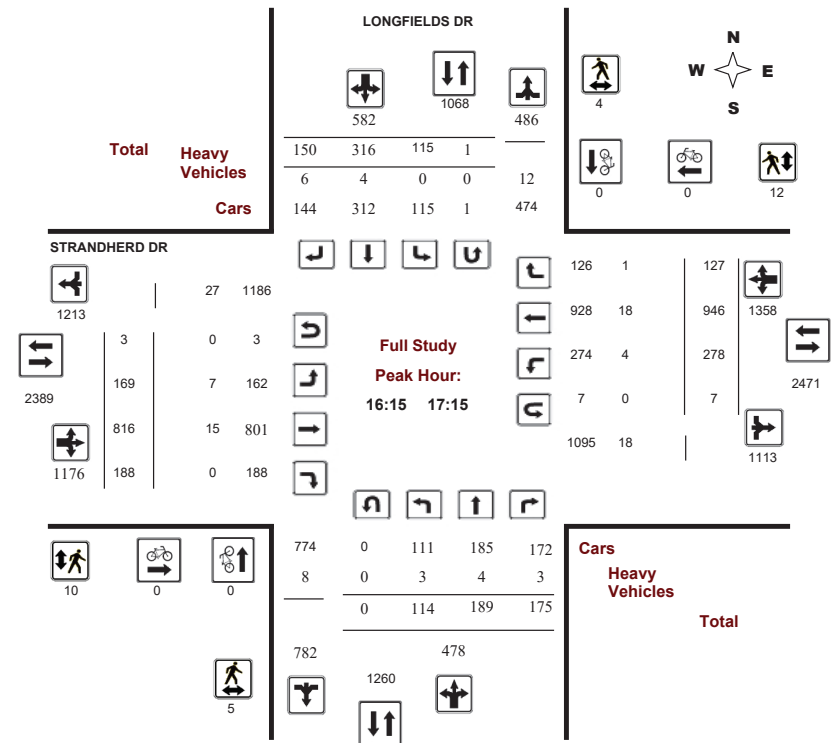 LONGFIELDS DR
N
W E
S
582 1068 486 4
Total Heavy Vehicles Cars
150 316 115 1
6 4 0 0 12
144 312 115 1 474
0 0 12
STRANDHERD DR
1213 27 1186
3 0 3
2389
169 7 162
816 15 801
1176 188 0 188
Full Study
Peak Hour:
16:15 17:15
126 1 127
928 18 946 1358
274 4 278
2471
7 0 7
1095 18 1113
10 0 0
5
774 0 111 185 172 Cars
8 0 3 4 3 Heavy Vehicles
0 114 189 175 Total
782 478
1260